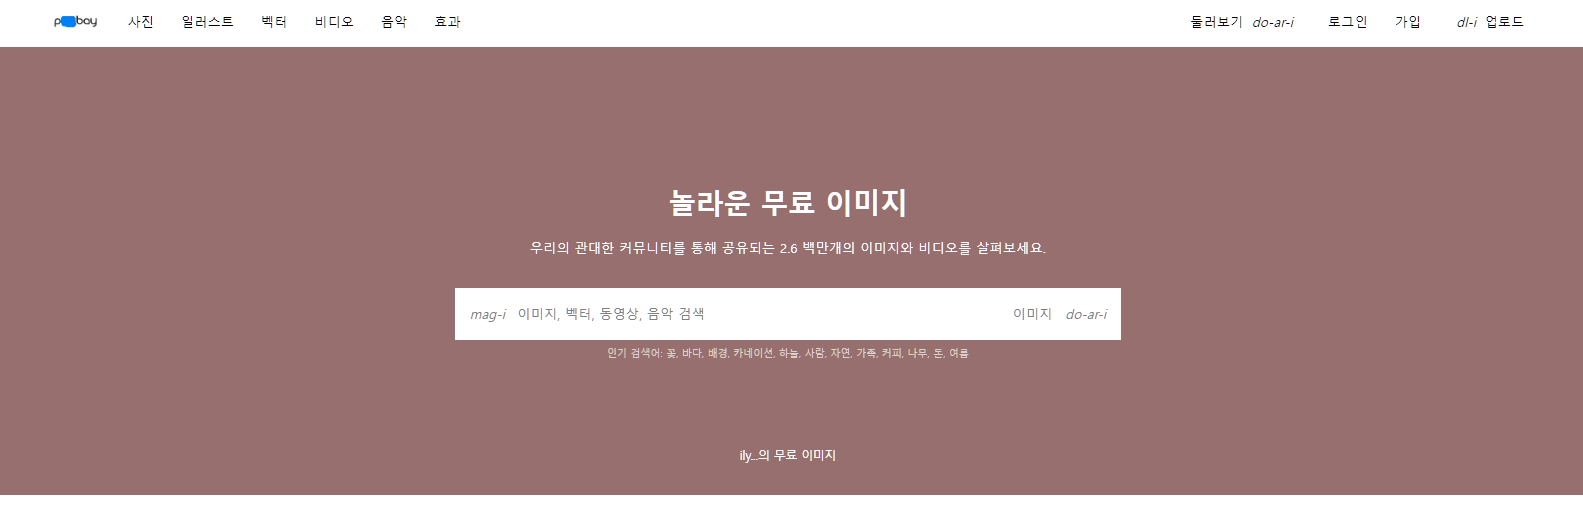 사진 일러스트 벡터 비디오 음악 효과 둘러보기 do-ar-i 로그인 가입 dl-i 업로드
놀라운 무료 이미지
우리의 관대한 커뮤니티를 통해 공유되는 2.6 백만개의 이미지와 비디오를 살펴보세요.
mag-i 이미지, 벡터, 동영상, 음악 검색 이미지 do-ar-i
인기 검색어: 꽃, 바다, 배경, 카네이션, 하늘, 사람, 자연, 가족, 커피, 나무, 돈, 여름
ily...의 무료 이미지